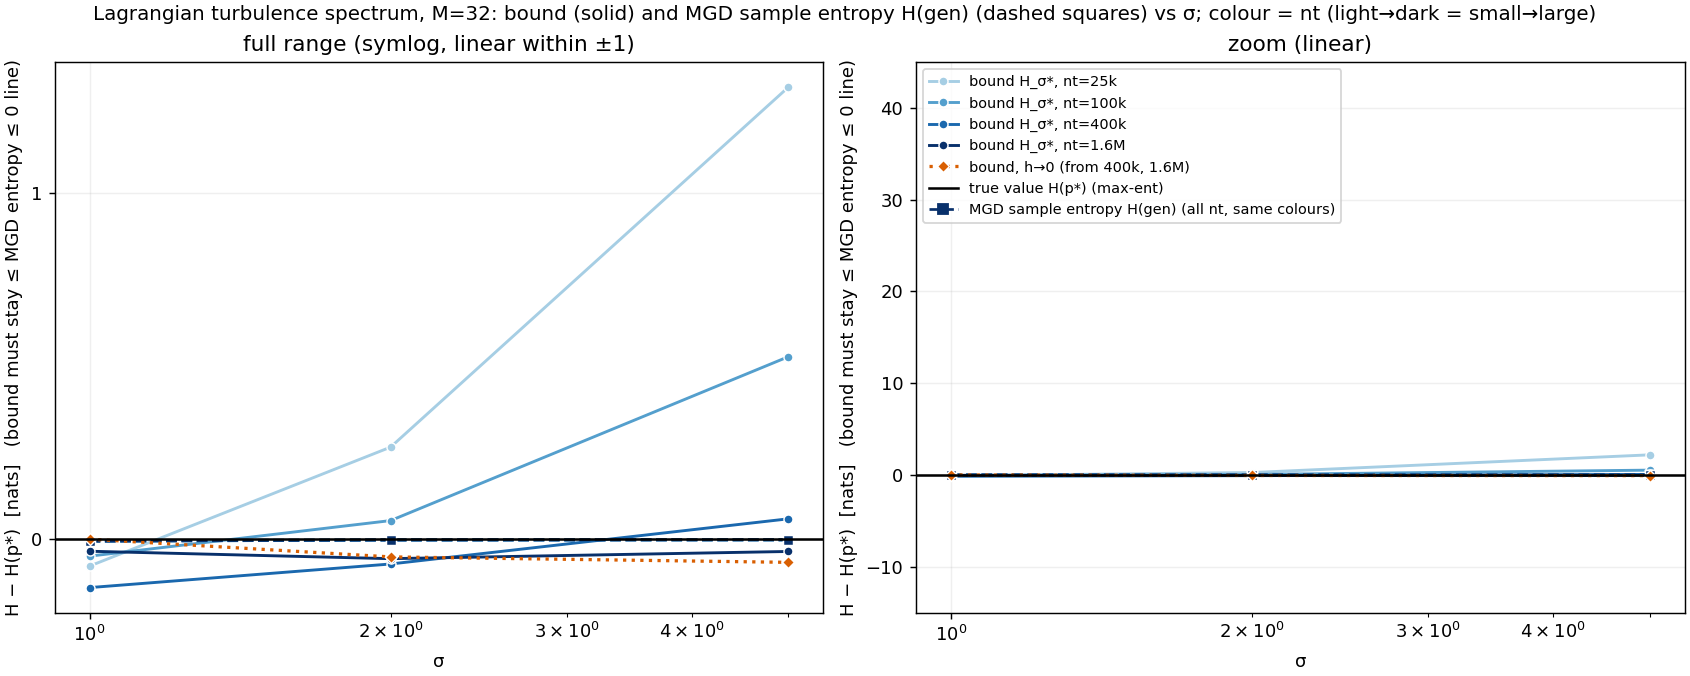 Lagrangian turbulence spectrum, M=32: bound (solid) and MGD sample entropy H(gen) (dashed squares) vs σ; colour = nt (light→dark = small→large)
full range (symlog, linear within ±1)
H − H(p*)   [nats]   (bound must stay ≤ MGD entropy ≤ 0 line)
1
0
10⁰
2 × 10⁰
3 × 10⁰
4 × 10⁰
σ
zoom (linear)
H − H(p*)   [nats]   (bound must stay ≤ MGD entropy ≤ 0 line)
40
30
20
10
0
−10
bound H_σ*, nt=25k
bound H_σ*, nt=100k
bound H_σ*, nt=400k
bound H_σ*, nt=1.6M
bound, h→0 (from 400k, 1.6M)
true value H(p*) (max-ent)
MGD sample entropy H(gen) (all nt, same colours)
10⁰
2 × 10⁰
3 × 10⁰
4 × 10⁰
σ